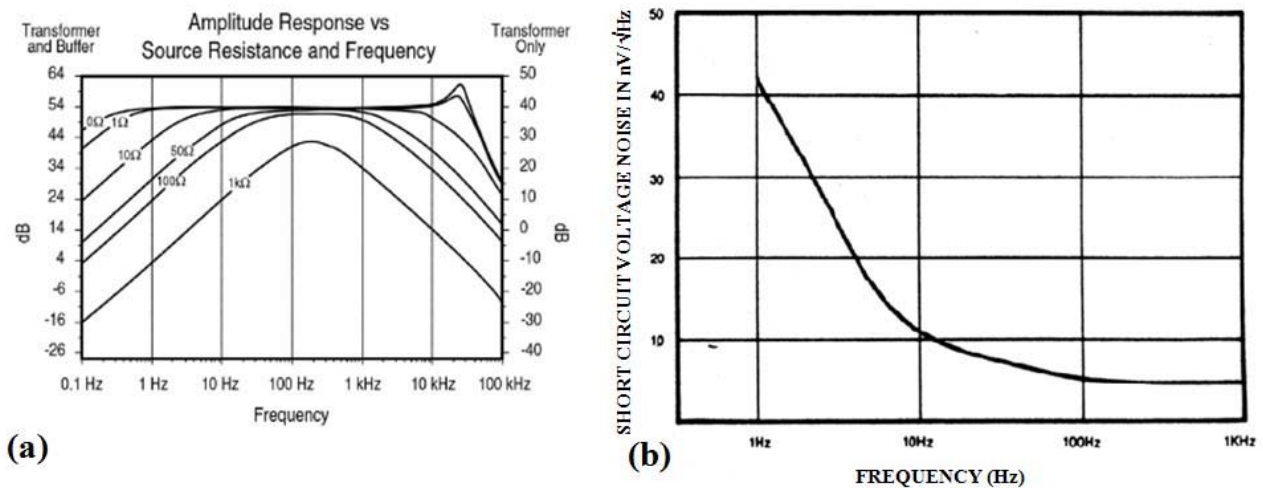 Amplitude Response vs
Source Resistance and Frequency
Transformer
and Buffer
Transformer
Only
64
54
44
34
24
14
4
-6
-16
-26
dB
50
40
30
20
10
0
-10
-20
-30
-40
dB
0Ω 1Ω
10Ω
50Ω
100Ω
1kΩ
0.1 Hz 1 Hz 10 Hz 100 Hz 1 kHz 10 kHz 100 kHz
Frequency
(a)
SHORT CIRCUIT VOLTAGE NOISE IN nV/√Hz
50
40
30
20
10
1Hz 10Hz 100Hz 1KHz
FREQUENCY (Hz)
(b)